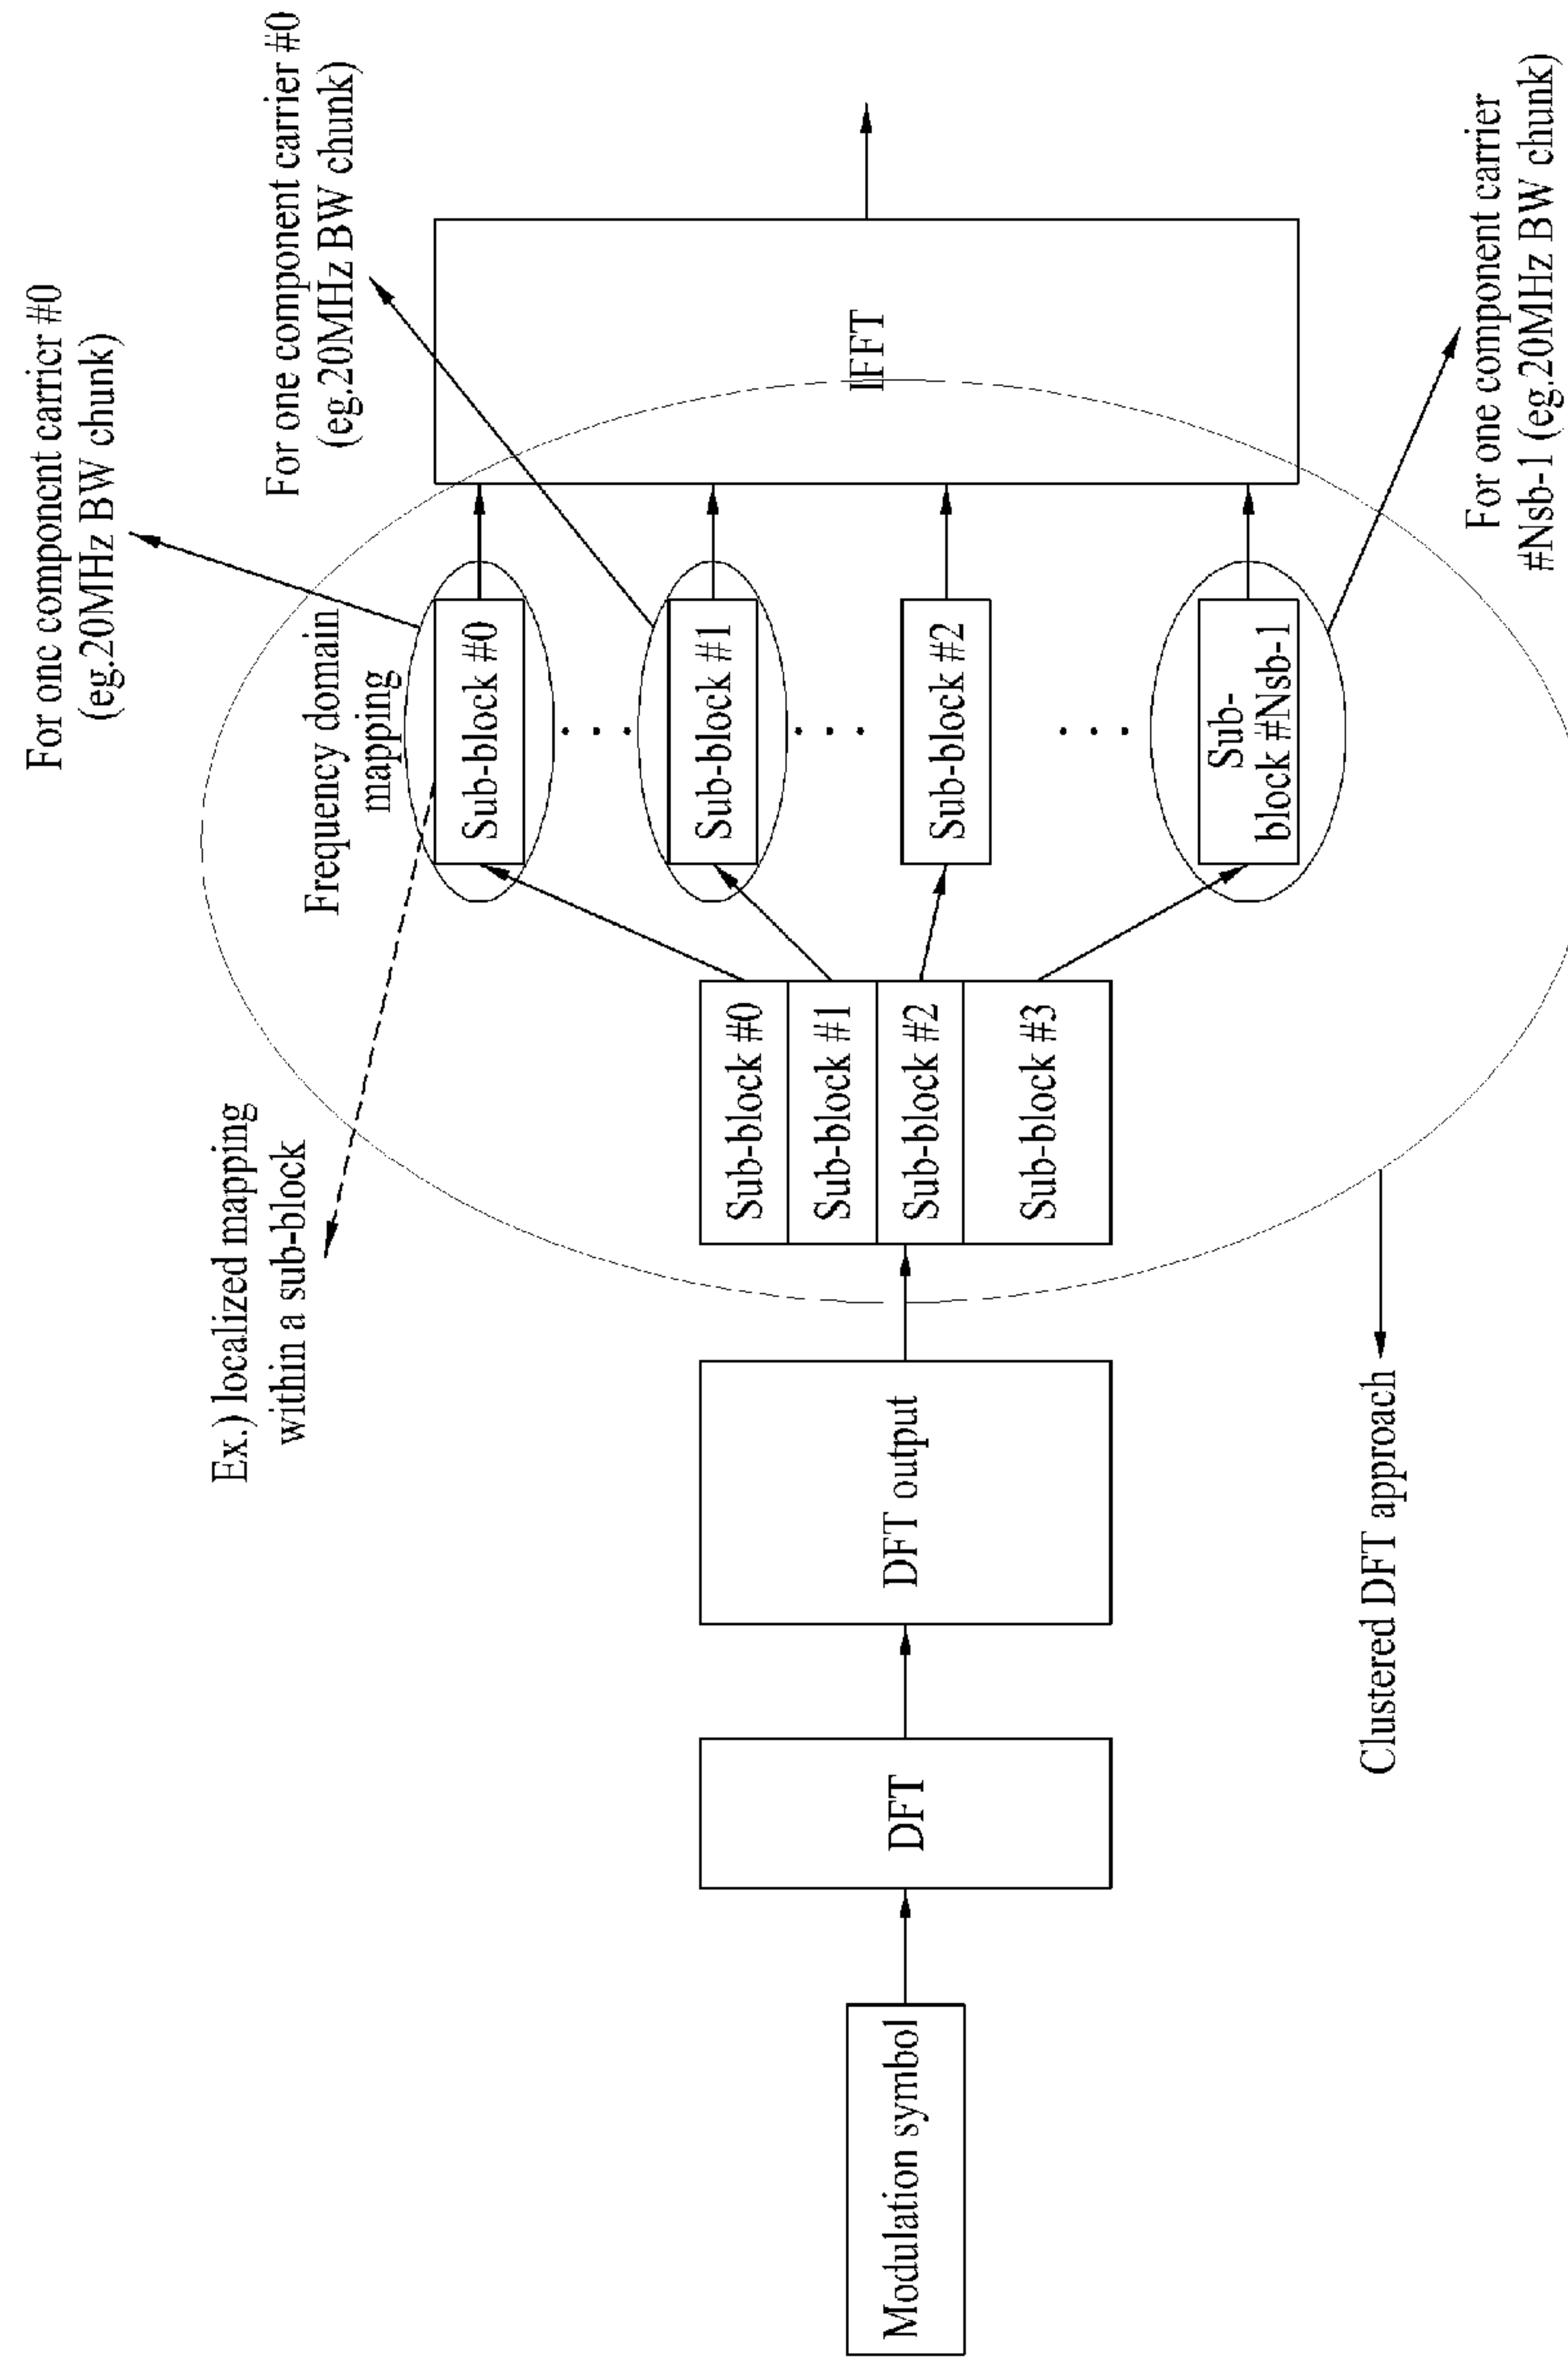 For one component carrier #0
(eg.20MHz BW chunk)
For one component carrier #0
(eg.20MHz BW chunk)
Ex.) localized mapping
within a sub-block
Frequency domain
mapping
Modulation symbol
DFT
DFT output
Sub-block #0
Sub-block #1
Sub-block #2
Sub-block #3
Sub-block #0
Sub-block #1
Sub-block #2
Sub-
block #Nsb-1
IFFT
Clustered DFT approach
For one component carrier
#Nsb-1 (eg.20MHz BW chunk)